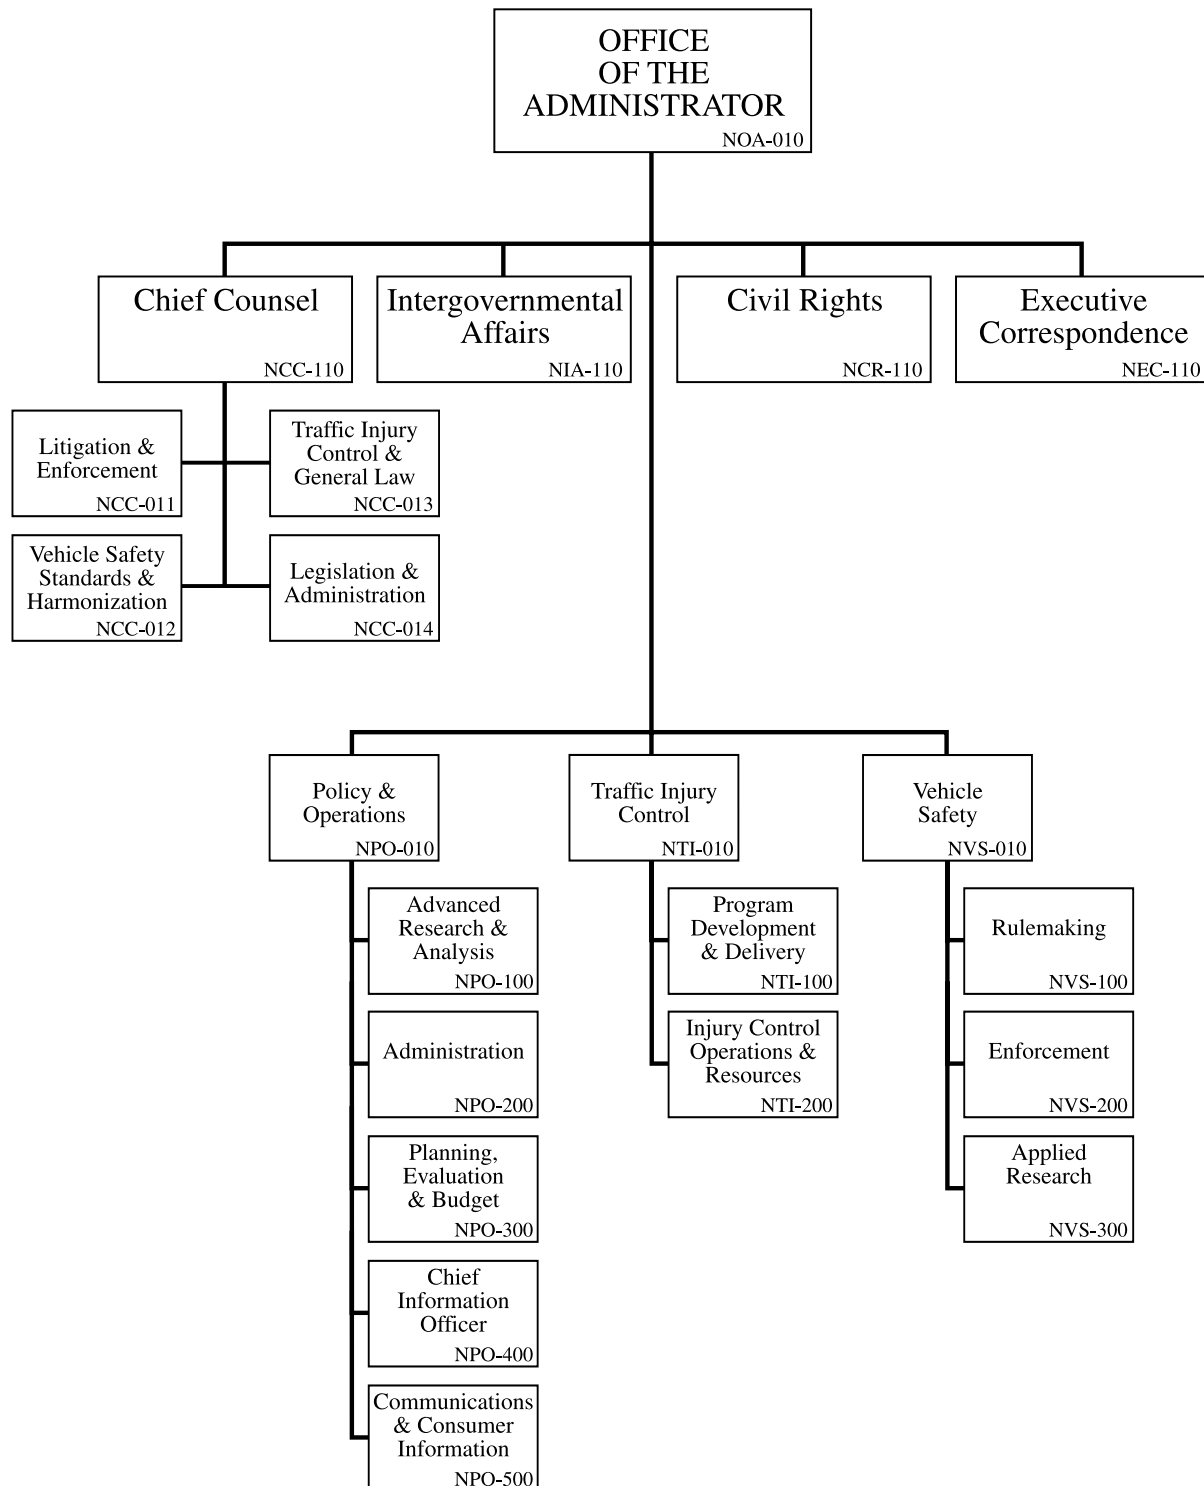 OFFICE
OF THE
ADMINISTRATOR
NOA-010
Chief Counsel
NCC-110
Intergovernmental
Affairs
NIA-110
Civil Rights
NCR-110
Executive
Correspondence
NEC-110
Litigation &
Enforcement
NCC-011
Traffic Injury
Control &
General Law
NCC-013
Vehicle Safety
Standards &
Harmonization
NCC-012
Legislation &
Administration
NCC-014
Policy &
Operations
NPO-010
Traffic Injury
Control
NTI-010
Vehicle
Safety
NVS-010
Advanced
Research &
Analysis
NPO-100
Program
Development
& Delivery
NTI-100
Rulemaking
NVS-100
Administration
NPO-200
Injury Control
Operations &
Resources
NTI-200
Enforcement
NVS-200
Planning,
Evaluation
& Budget
NPO-300
Applied
Research
NVS-300
Chief
Information
Officer
NPO-400
Communications
& Consumer
Information
NPO-500